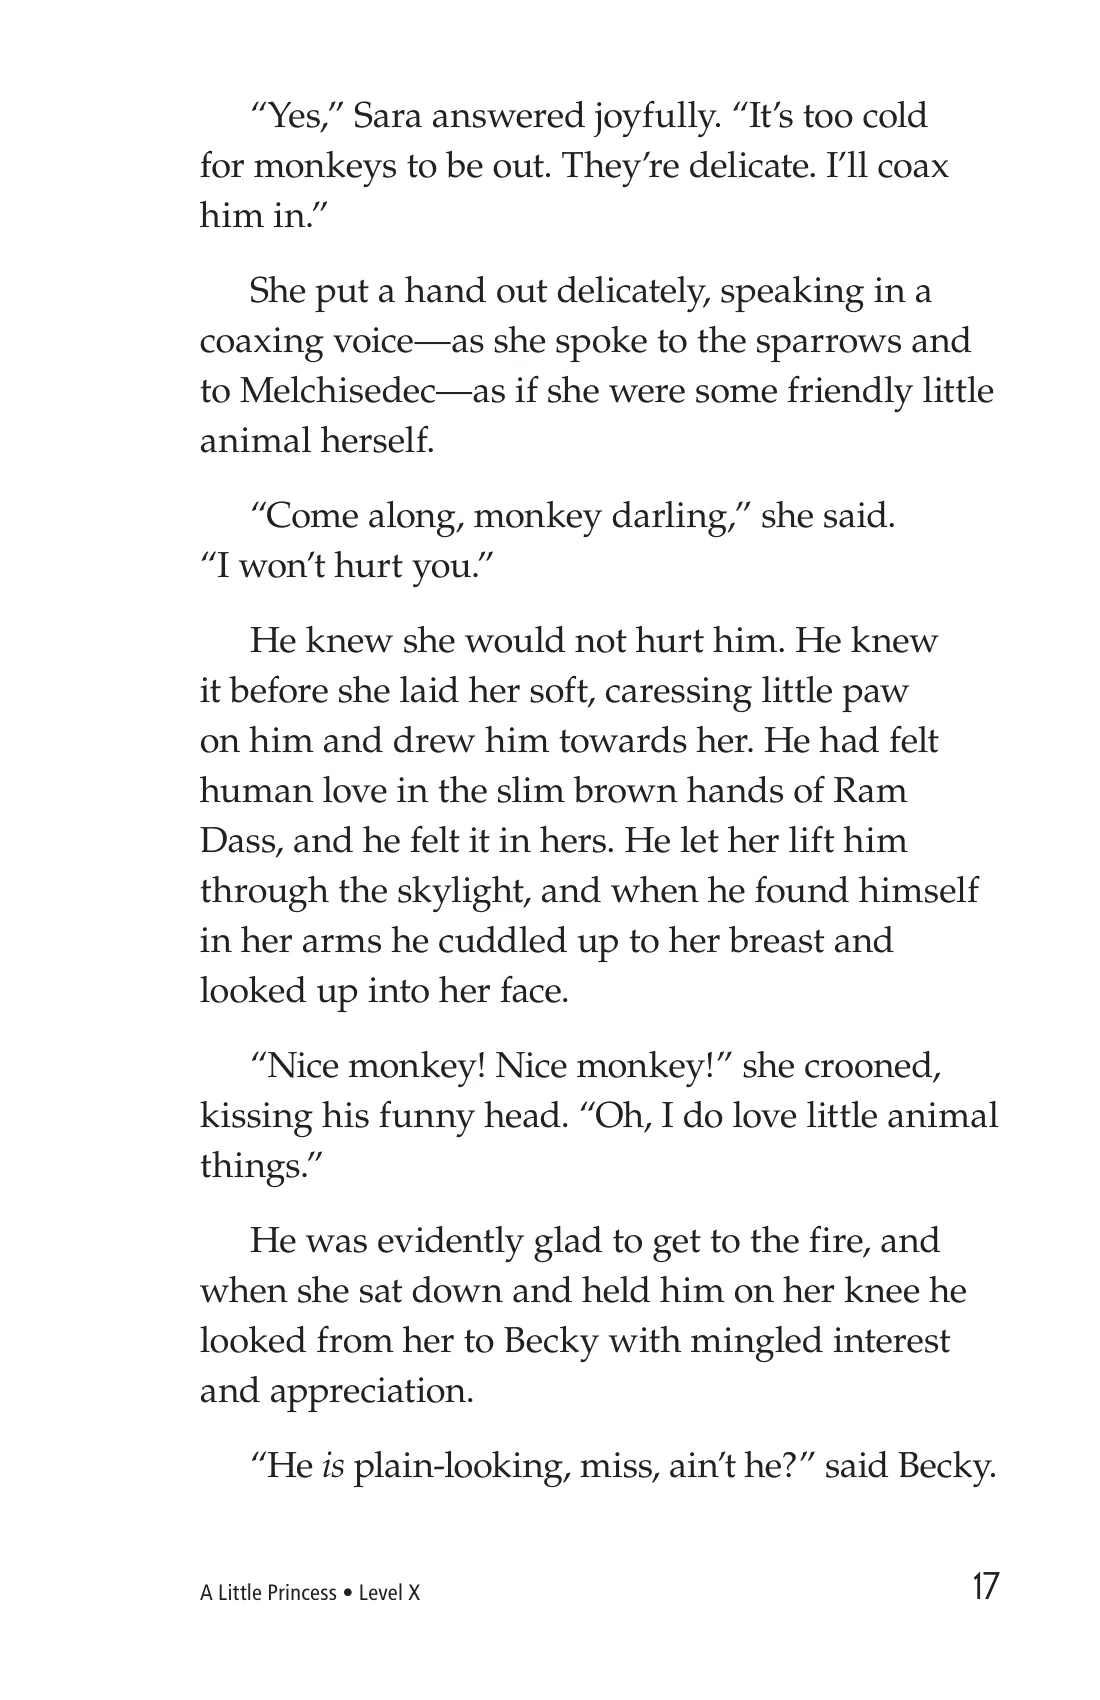 “Yes,” Sara answered joyfully. “It’s too cold
for monkeys to be out. They’re delicate. I’ll coax
him in.”
She put a hand out delicately, speaking in a
coaxing voice—as she spoke to the sparrows and
to Melchisedec—as if she were some friendly little
animal herself.
“Come along, monkey darling,” she said.
“I won’t hurt you.”
He knew she would not hurt him. He knew
it before she laid her soft, caressing little paw
on him and drew him towards her. He had felt
human love in the slim brown hands of Ram
Dass, and he felt it in hers. He let her lift him
through the skylight, and when he found himself
in her arms he cuddled up to her breast and
looked up into her face.
“Nice monkey! Nice monkey!” she crooned,
kissing his funny head. “Oh, I do love little animal
things.”
He was evidently glad to get to the fire, and
when she sat down and held him on her knee he
looked from her to Becky with mingled interest
and appreciation.
“He is plain-looking, miss, ain’t he?” said Becky.
A Little Princess • Level X
17